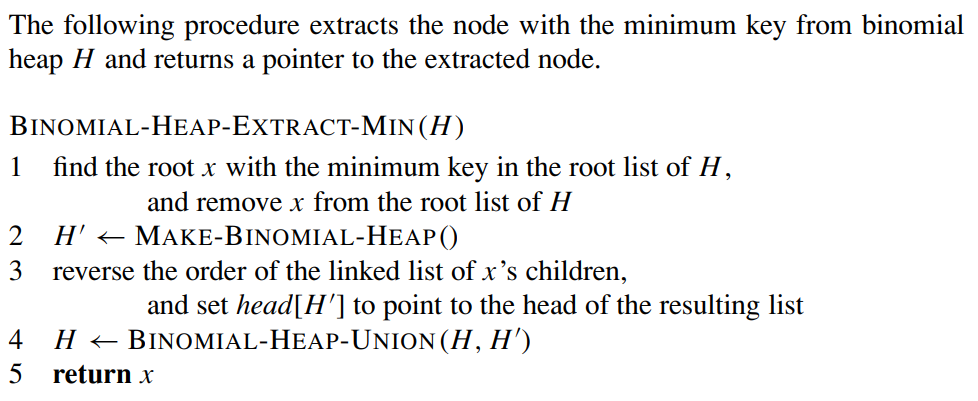 The following procedure extracts the node with the minimum key from binomial
heap H and returns a pointer to the extracted node.
BINOMIAL-HEAP-EXTRACT-MIN(H)
1 find the root x with the minimum key in the root list of H,
and remove x from the root list of H
2 H′ ← MAKE-BINOMIAL-HEAP()
3 reverse the order of the linked list of x's children,
and set head[H′] to point to the head of the resulting list
4 H ← BINOMIAL-HEAP-UNION(H, H′)
5 return x